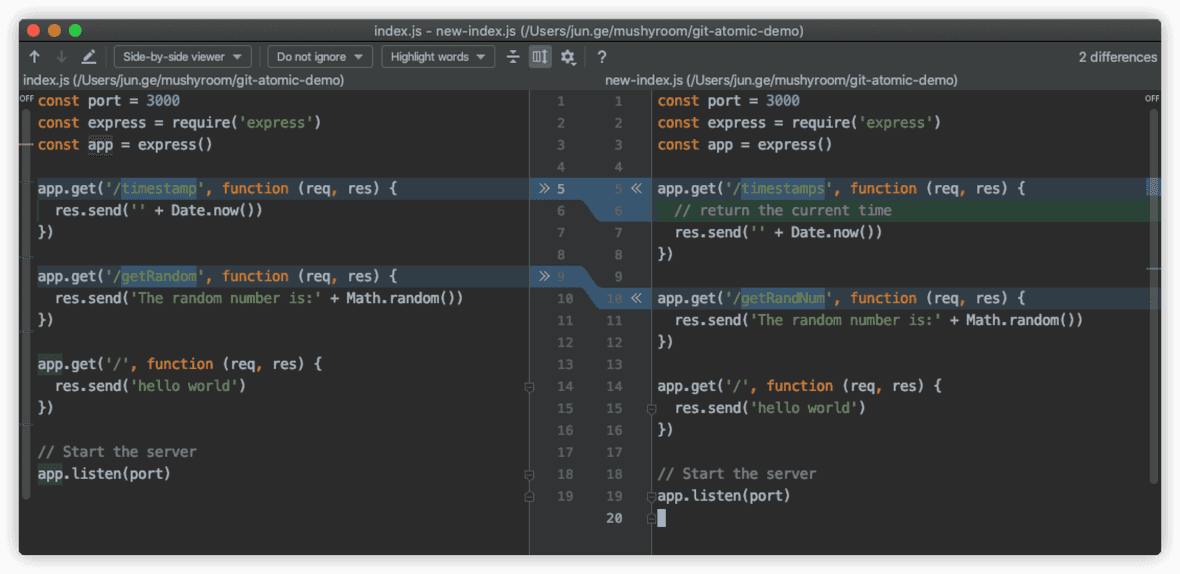 index.js - new-index.js (/Users/jun.ge/mushyroom/git-atomic-demo)
Side-by-side viewer Do not ignore Highlight words ? 2 differences
index.js (/Users/jun.ge/mushyroom/git-atomic-demo) new-index.js (/Users/jun.ge/mushyroom/git-atomic-demo)
OFF const port = 3000 1 1 const port = 3000 OFF
const express = require('express') 2 2 const express = require('express')
const app = express() 3 3 const app = express()
4 4
app.get('/timestamp', function (req, res) { » 5 5 « app.get('/timestamps', function (req, res) {
res.send('' + Date.now()) 6 6 // return the current time
}) 7 7 res.send('' + Date.now())
8 8 })
app.get('/getRandom', function (req, res) { » 9 9
res.send('The random number is:' + Math.random()) 10 10 « app.get('/getRandNum', function (req, res) {
}) 11 11 res.send('The random number is:' + Math.random())
12 12 })
app.get('/', function (req, res) { 13 13
res.send('hello world') 14 14 app.get('/', function (req, res) {
}) 15 15 res.send('hello world')
16 16 })
// Start the server 17 17
app.listen(port) 18 18 // Start the server
19 19 app.listen(port)
20